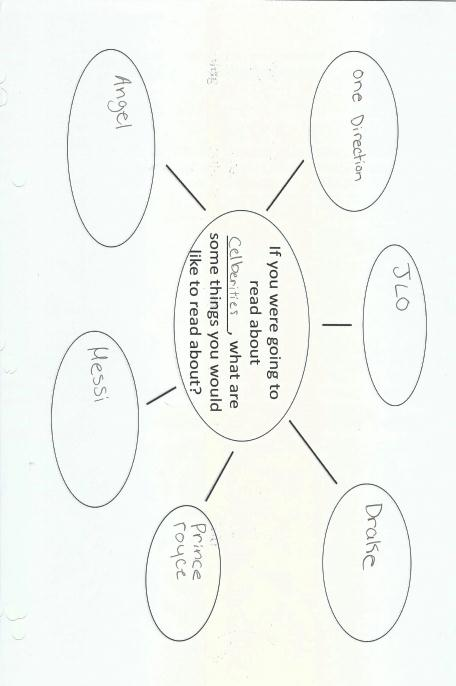 One Direction
JLO
Drake
Angel
If you were going to
read about
Celberities, what are
some things you would
like to read about?
Messi
Prince
royce